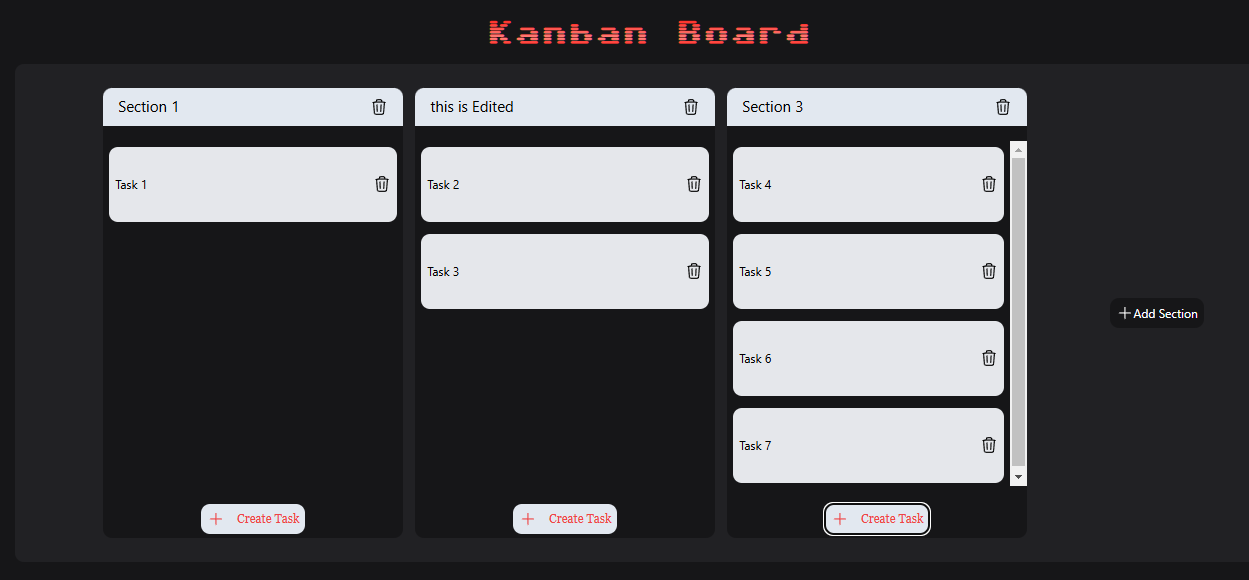 Kanban Board
Section 1
Task 1
Create Task
this is Edited
Task 2
Task 3
Create Task
Section 3
Task 4
Task 5
Task 6
Task 7
Create Task
Add Section